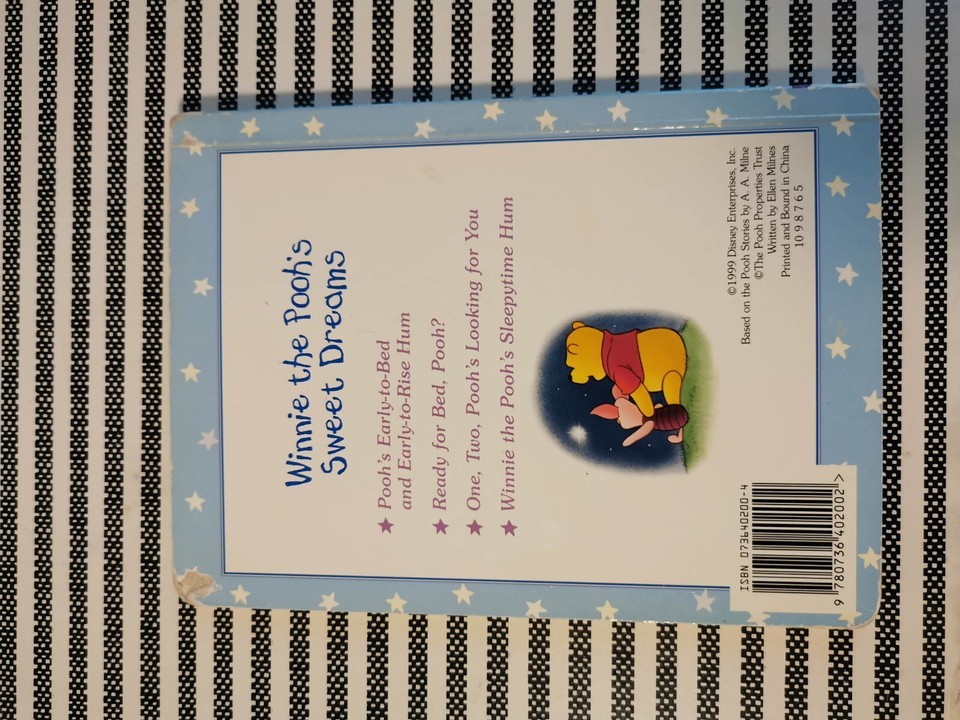 Winnie the Pooh's
Sweet Dreams
★ Pooh's Early-to-Bed
and Early-to-Rise Hum
★ Ready for Bed, Pooh?
★ One, Two, Pooh's Looking for You
★ Winnie the Pooh's Sleepytime Hum
©1999 Disney Enterprises, Inc.
Based on the Pooh Stories by A. A. Milne
©The Pooh Properties Trust
Written by Ellen Milnes
Printed and Bound in China
10 9 8 7 6 5
ISBN 073640200-4
9 780736 402002 >